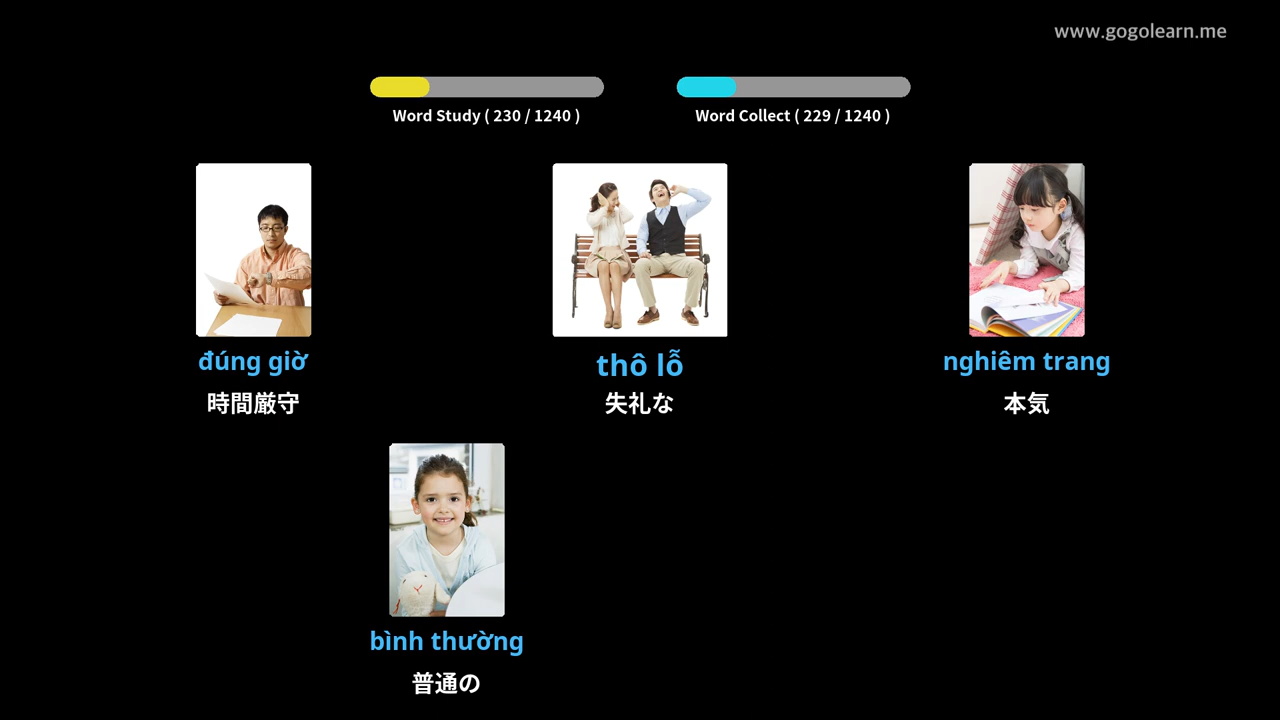 www.gogolearn.me
Word Study ( 230 / 1240 )
Word Collect ( 229 / 1240 )
đúng giờ
時間厳守
thô lỗ
失礼な
nghiêm trang
本気
bình thường
普通の